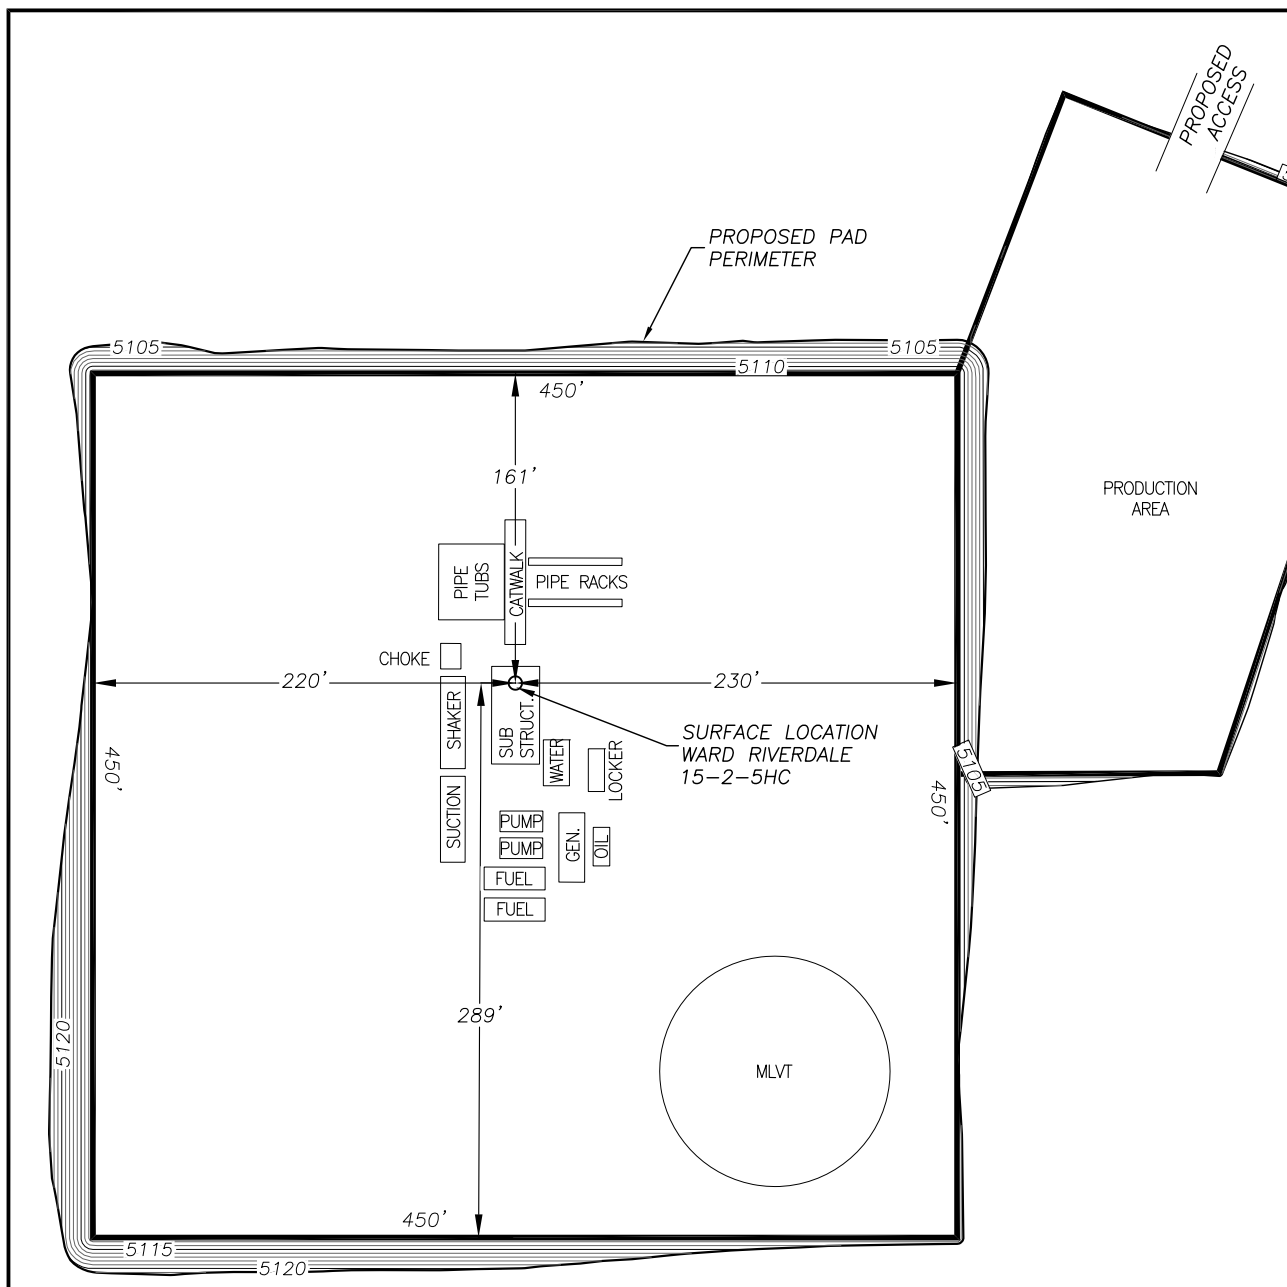 PROPOSED
ACCESS
PROPOSED PAD
PERIMETER
5105
5105
5110
450'
161'
PRODUCTION
AREA
PIPE
TUBS
CATWALK
PIPE RACKS
CHOKE
220'
230'
SHAKER
SUB
STRUCT.
SURFACE LOCATION
WARD RIVERDALE
15-2-5HC
WATER
LOCKER
450'
5105
450'
SUCTION
PUMP
PUMP
GEN.
OIL
FUEL
FUEL
289'
5120
MLVT
450'
5115
5120